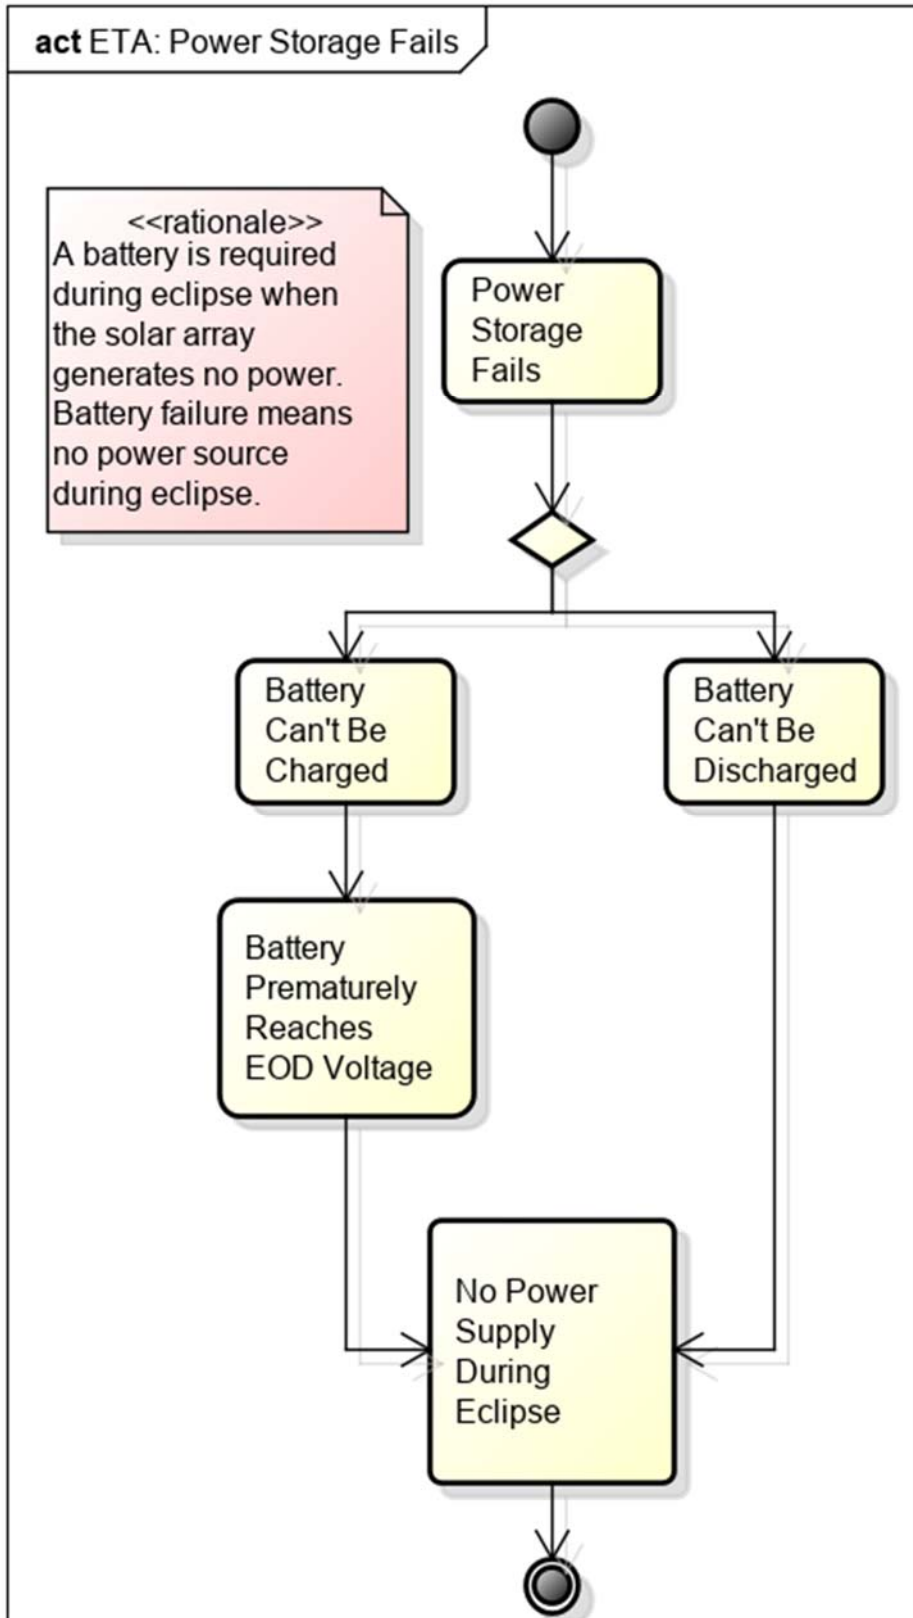 act ETA: Power Storage Fails
<<rationale>>
A battery is required
during eclipse when
the solar array
generates no power.
Battery failure means
no power source
during eclipse.
Power
Storage
Fails
Battery
Can't Be
Charged
Battery
Can't Be
Discharged
Battery
Prematurely
Reaches
EOD Voltage
No Power
Supply
During
Eclipse